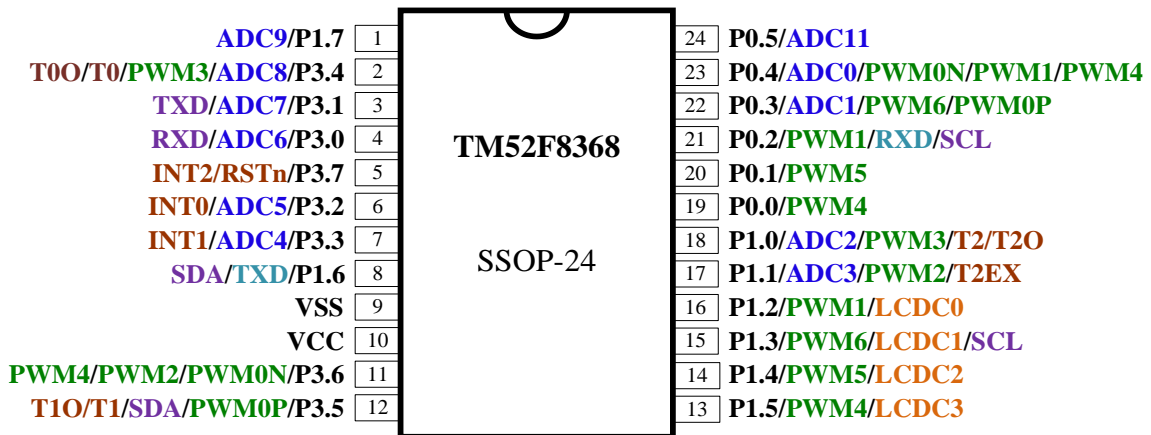 ADC9/P1.7 1 24 P0.5/ADC11
T0O/T0/PWM3/ADC8/P3.4 2 23 P0.4/ADC0/PWM0N/PWM1/PWM4
TXD/ADC7/P3.1 3 22 P0.3/ADC1/PWM6/PWM0P
RXD/ADC6/P3.0 4 TM52F8368 21 P0.2/PWM1/RXD/SCL
INT2/RSTn/P3.7 5 20 P0.1/PWM5
INT0/ADC5/P3.2 6 19 P0.0/PWM4
INT1/ADC4/P3.3 7 18 P1.0/ADC2/PWM3/T2/T2O
SDA/TXD/P1.6 8 SSOP-24 17 P1.1/ADC3/PWM2/T2EX
VSS 9 16 P1.2/PWM1/LCDC0
VCC 10 15 P1.3/PWM6/LCDC1/SCL
PWM4/PWM2/PWM0N/P3.6 11 14 P1.4/PWM5/LCDC2
T1O/T1/SDA/PWM0P/P3.5 12 13 P1.5/PWM4/LCDC3